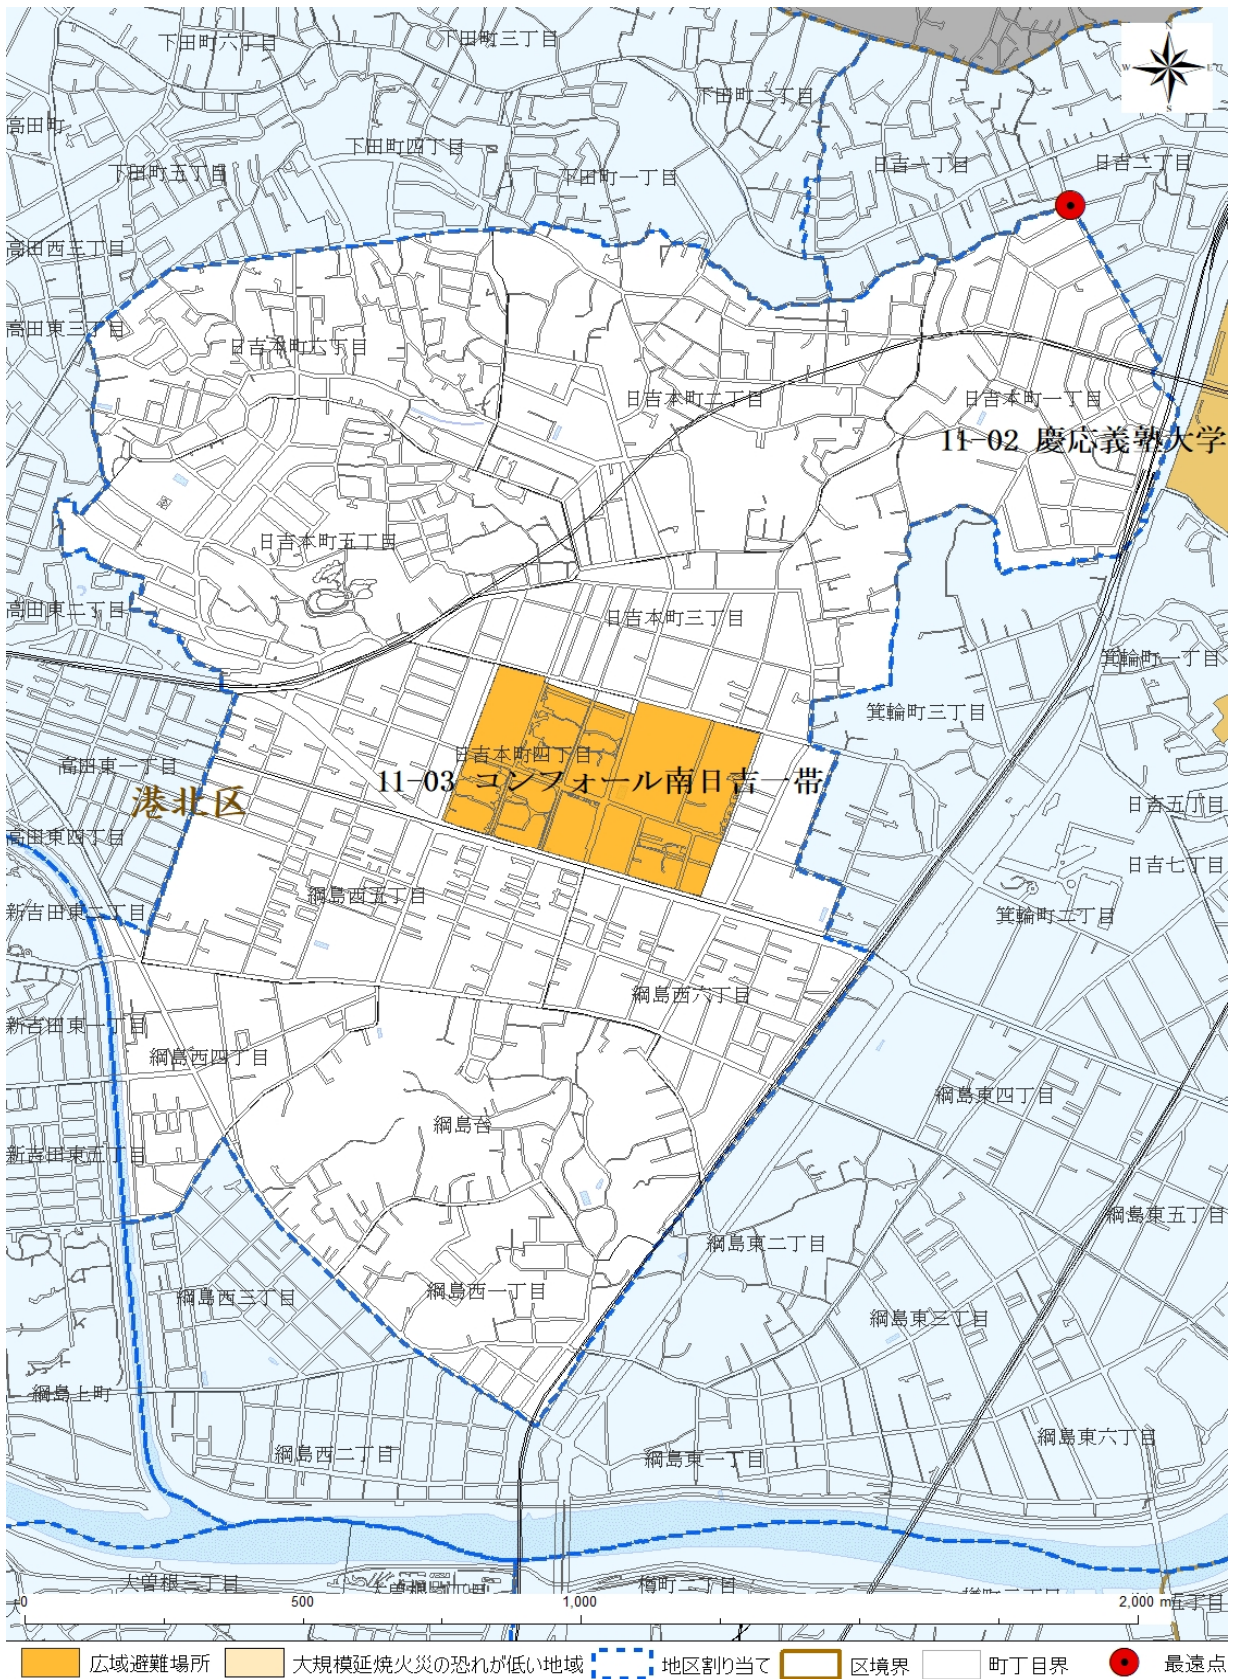 下田町六丁目
下田町三丁目
N
W
E
S
下田町二丁目
高田町
下田町四丁目
日吉一丁目
日吉二丁目
下田町五丁目
下田町一丁目
高田西三丁目
高田東三丁目
日吉本町六丁目
日吉本町二丁目
日吉本町一丁目
11-02 慶応義塾大学
日吉本町五丁目
高田東二丁目
日吉本町三丁目
箕輪町一丁目
箕輪町三丁目
日吉本町四丁目
高田東一丁目
11-03 コンフォール南日吉一帯
港北区
日吉五丁目
高田東四丁目
日吉七丁目
綱島西五丁目
新吉田東二丁目
箕輪町二丁目
綱島西六丁目
新吉田東一丁目
綱島西四丁目
綱島東四丁目
綱島台
新吉田東五丁目
綱島東五丁目
綱島東二丁目
綱島西一丁目
綱島西三丁目
綱島東三丁目
綱島上町
綱島東六丁目
綱島西二丁目
綱島東一丁目
大曽根二丁目
樽町二丁目
五丁目
0 500 1,000 2,000 m
広域避難場所 大規模延焼火災の恐れが低い地域 地区割り当て 区境界 町丁目界 最遠点